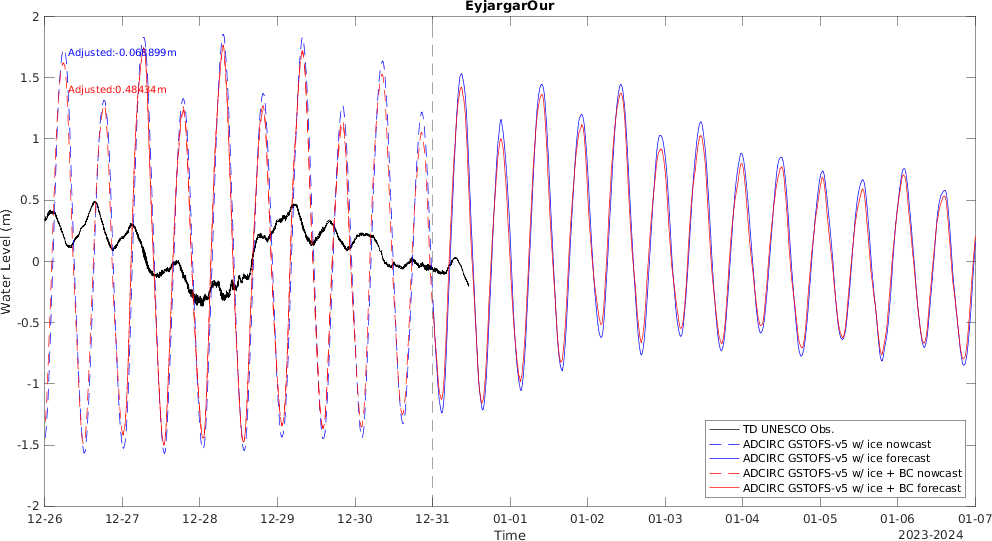 EyjargarOur
Adjusted:-0.068899m
Adjusted:0.48434m
Water Level (m)
2
1.5
1
0.5
0
-0.5
-1
-1.5
-2
TD UNESCO Obs.
ADCIRC GSTOFS-v5 w/ ice nowcast
ADCIRC GSTOFS-v5 w/ ice forecast
ADCIRC GSTOFS-v5 w/ ice + BC nowcast
ADCIRC GSTOFS-v5 w/ ice + BC forecast
12-26 12-27 12-28 12-29 12-30 12-31 01-01 01-02 01-03 01-04 01-05 01-06 01-07
Time
2023-2024